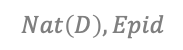 Nat(D), Epid